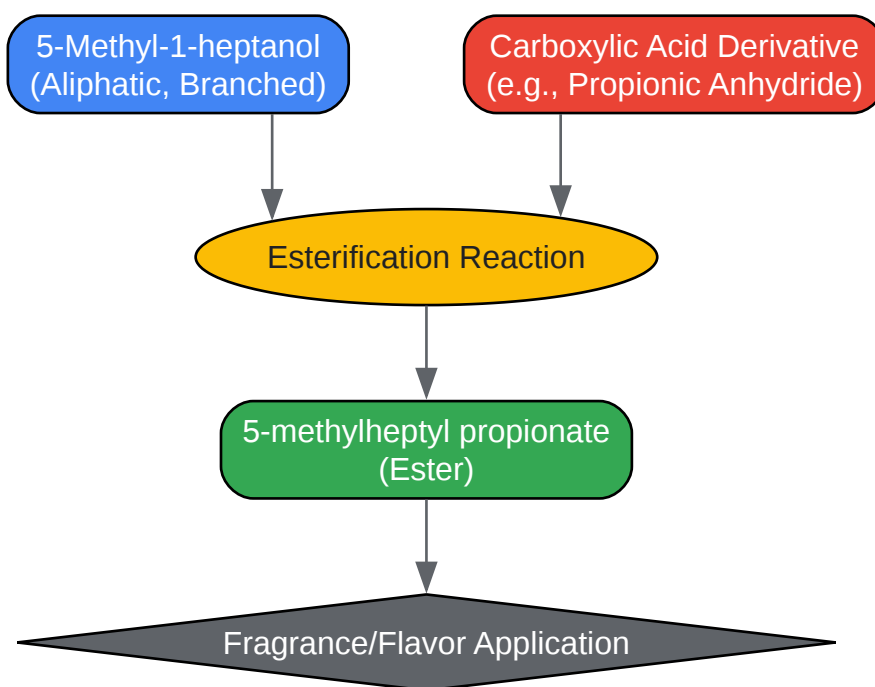 5-Methyl-1-heptanol
(Aliphatic, Branched)
Carboxylic Acid Derivative
(e.g., Propionic Anhydride)
Esterification Reaction
5-methylheptyl propionate
(Ester)
Fragrance/Flavor Application